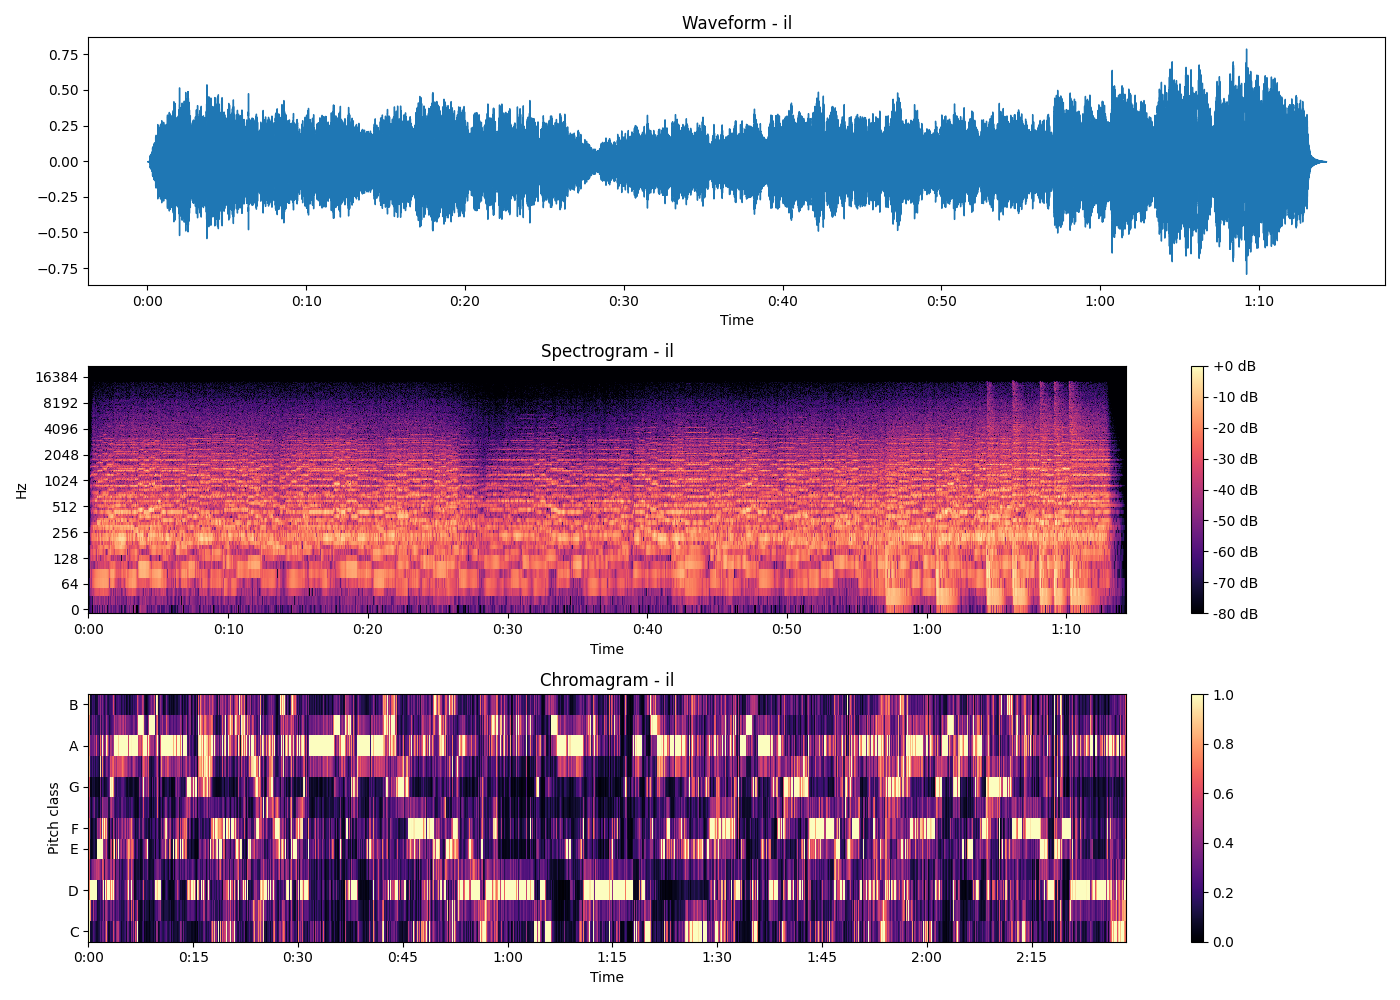 Waveform - il
0.75
0.50
0.25
0.00
−0.25
−0.50
−0.75
0:00 0:10 0:20 0:30 0:40 0:50 1:00 1:10
Time
Spectrogram - il
Hz
16384
8192
4096
2048
1024
512
256
128
64
0
0:00 0:10 0:20 0:30 0:40 0:50 1:00 1:10
Time
+0 dB
-10 dB
-20 dB
-30 dB
-40 dB
-50 dB
-60 dB
-70 dB
-80 dB
Chromagram - il
Pitch class
B
A
G
F
E
D
C
0:00 0:15 0:30 0:45 1:00 1:15 1:30 1:45 2:00 2:15
Time
1.0
0.8
0.6
0.4
0.2
0.0